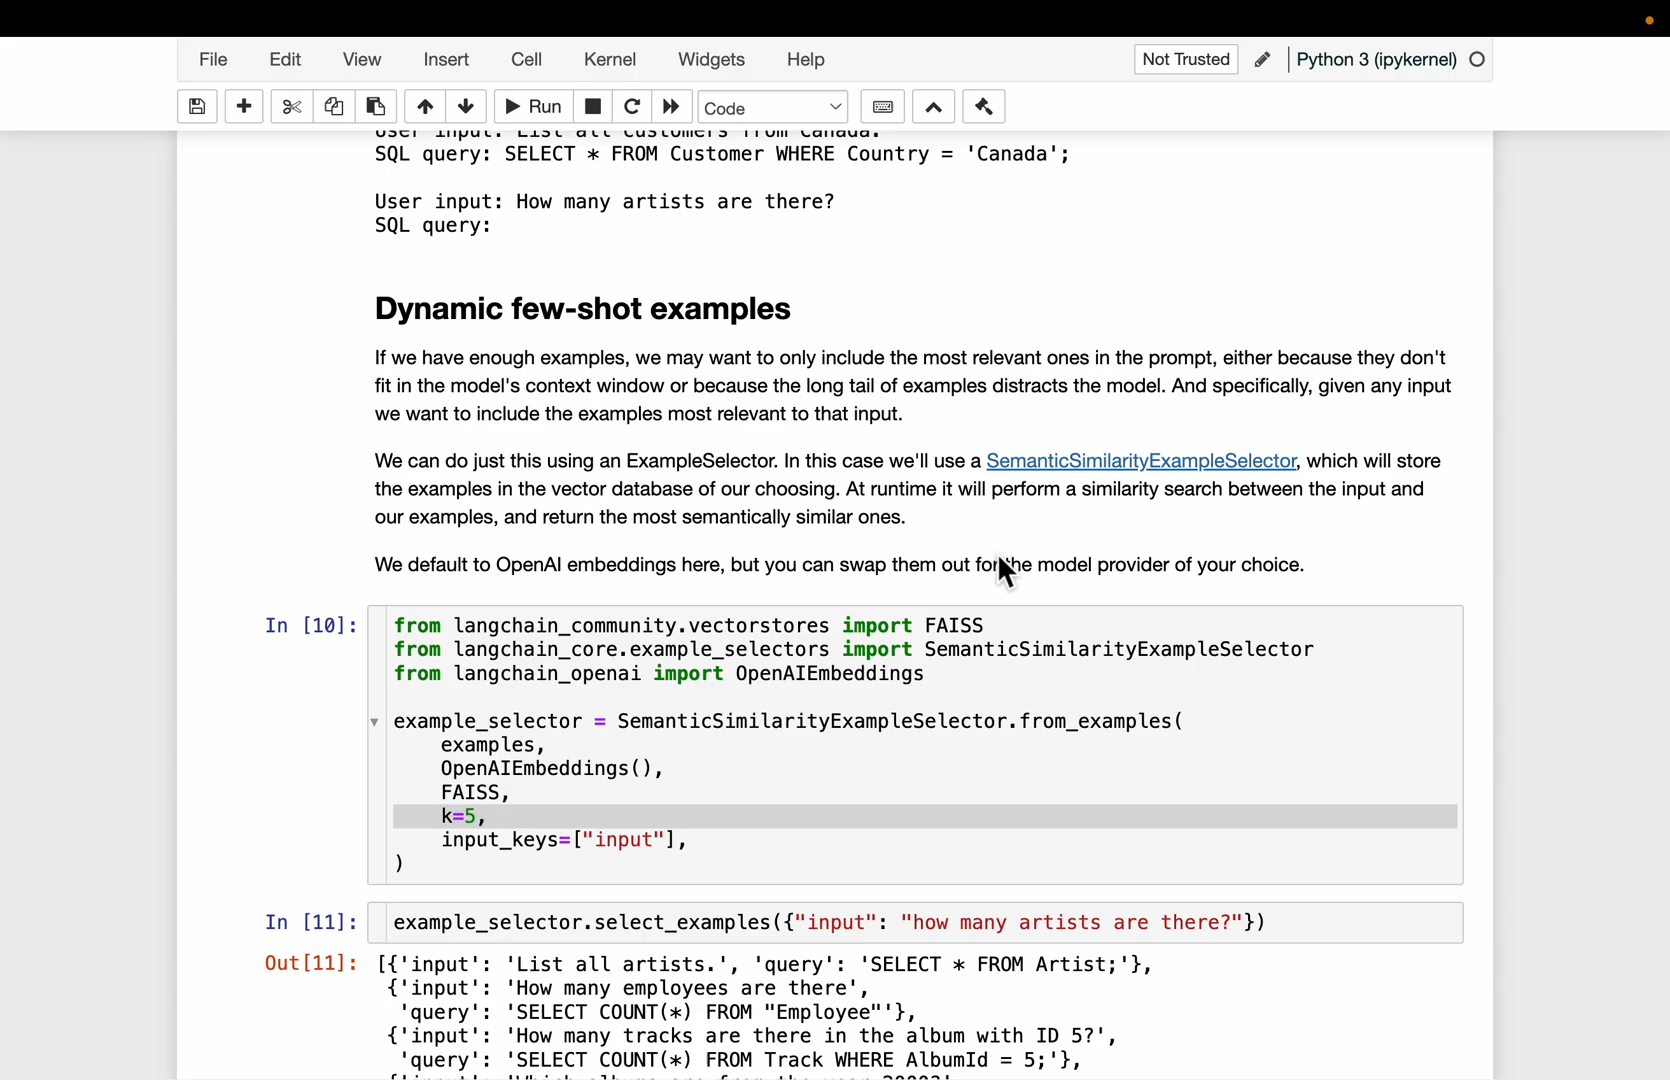 File Edit View Insert Cell Kernel Widgets Help Not Trusted Python 3 (ipykernel)
Run Code
User input: List all customers from Canada.
SQL query: SELECT * FROM Customer WHERE Country = 'Canada';
User input: How many artists are there?
SQL query:
Dynamic few-shot examples
If we have enough examples, we may want to only include the most relevant ones in the prompt, either because they don't
fit in the model's context window or because the long tail of examples distracts the model. And specifically, given any input
we want to include the examples most relevant to that input.
We can do just this using an ExampleSelector. In this case we'll use a SemanticSimilarityExampleSelector, which will store
the examples in the vector database of our choosing. At runtime it will perform a similarity search between the input and
our examples, and return the most semantically similar ones.
We default to OpenAI embeddings here, but you can swap them out for the model provider of your choice.
In [10]: from langchain_community.vectorstores import FAISS
from langchain_core.example_selectors import SemanticSimilarityExampleSelector
from langchain_openai import OpenAIEmbeddings
example_selector = SemanticSimilarityExampleSelector.from_examples(
examples,
OpenAIEmbeddings(),
FAISS,
k=5,
input_keys=["input"],
)
In [11]: example_selector.select_examples({"input": "how many artists are there?"})
Out[11]: [{'input': 'List all artists.', 'query': 'SELECT * FROM Artist;'},
{'input': 'How many employees are there',
'query': 'SELECT COUNT(*) FROM "Employee"'},
{'input': 'How many tracks are there in the album with ID 5?',
'query': 'SELECT COUNT(*) FROM Track WHERE AlbumId = 5;'},